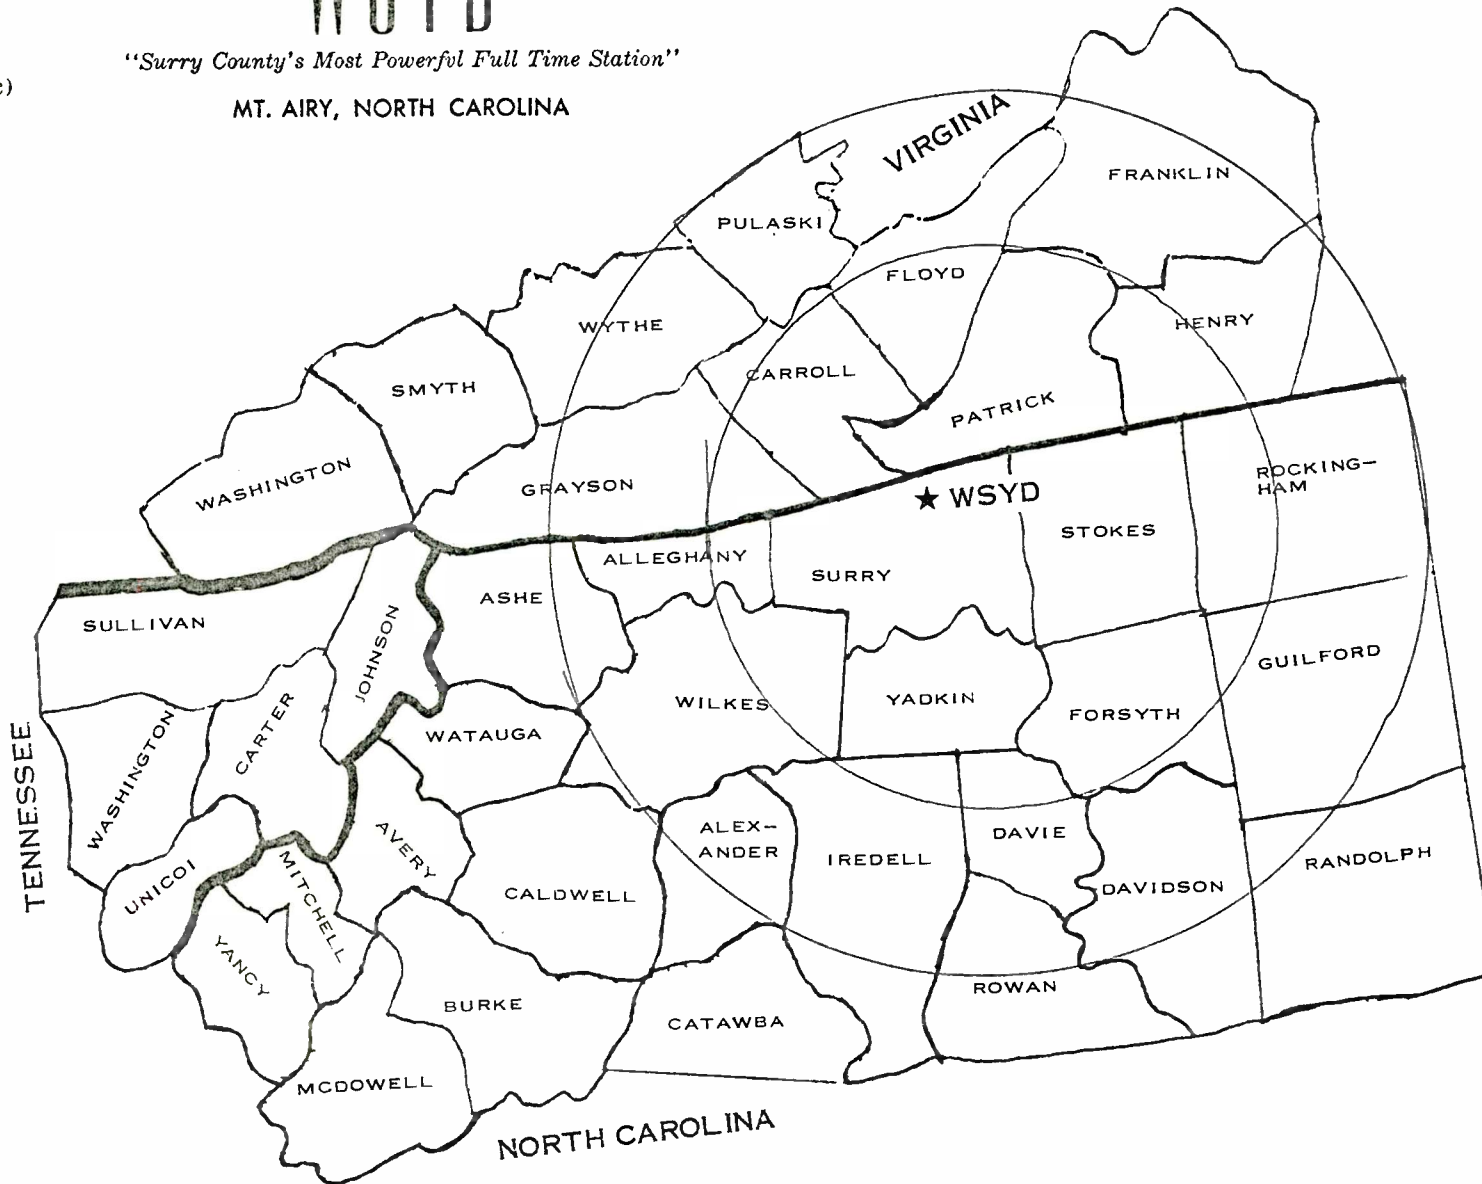 WSYD
"Surry County's Most Powerfvl Full Time Station"
MT. AIRY, NORTH CAROLINA
VIRGINIA
FRANKLIN
PULASKI
FLOYD
WYTHE
HENRY
CARROLL
SMYTH
PATRICK
WASHINGTON
GRAYSON
ROCKING-
HAM
★ WSYD
STOKES
ALLEGHANY
SURRY
ASHE
SULLIVAN
JOHNSON
GUILFORD
WILKES
YADKIN
FORSYTH
WATAUGA
CARTER
WASHINGTON
TENNESSEE
ALEX-
ANDER
DAVIE
IREDELL
RANDOLPH
AVERY
UNICOI
MITCHELL
CALDWELL
DAVIDSON
YANCY
ROWAN
BURKE
CATAWBA
MCDOWELL
NORTH CAROLINA